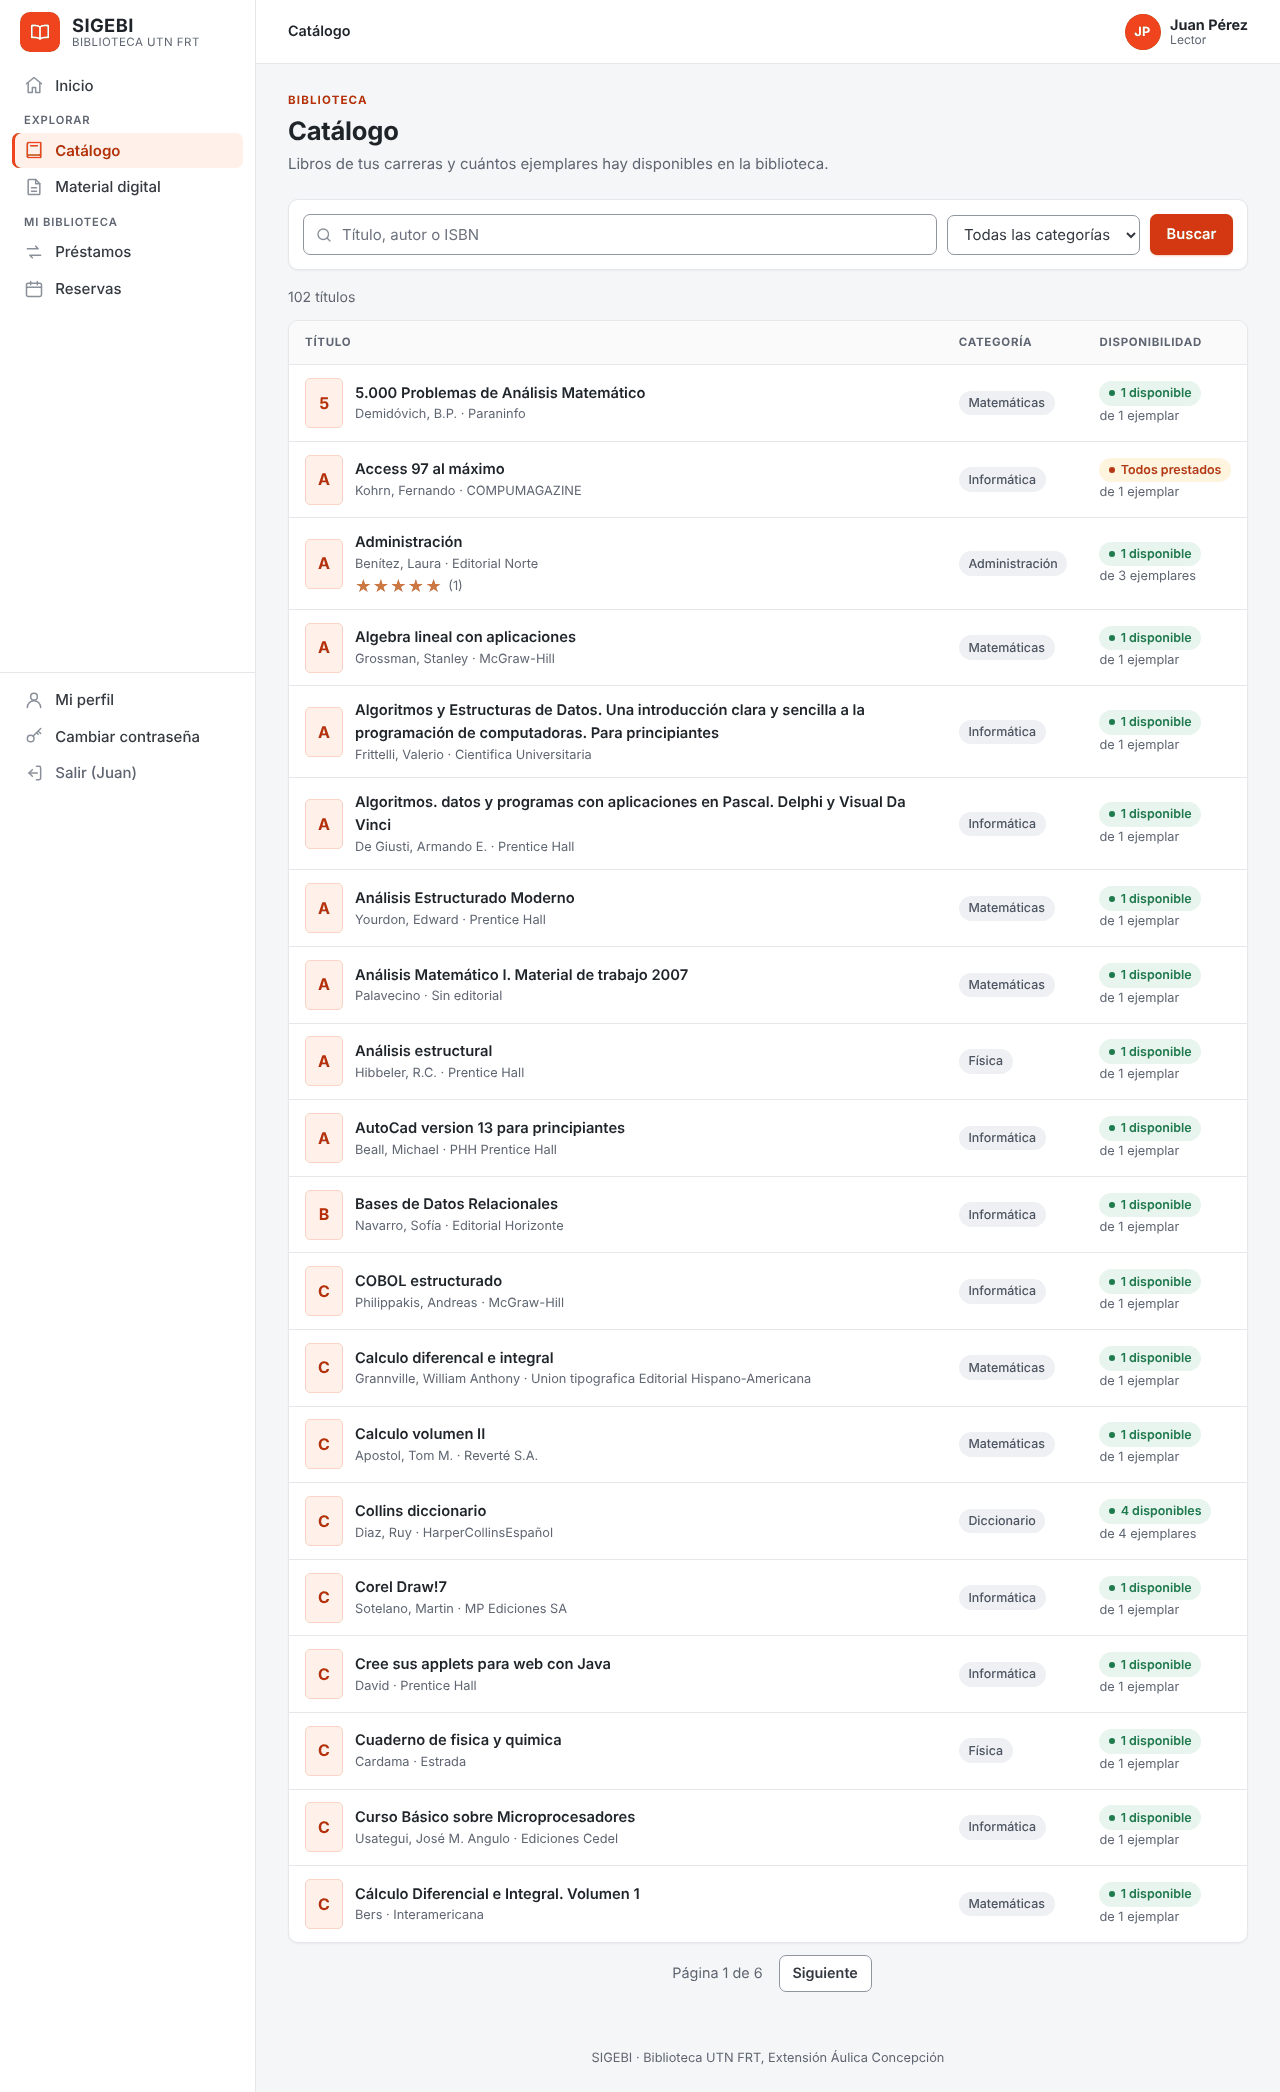 SIGEBI
BIBLIOTECA UTN FRT
Inicio
EXPLORAR
Catálogo
Material digital
MI BIBLIOTECA
Préstamos
Reservas
Mi perfil
Cambiar contraseña
Salir (Juan)
Catálogo
JP
Juan Pérez
Lector
BIBLIOTECA
Catálogo
Libros de tus carreras y cuántos ejemplares hay disponibles en la biblioteca.
Título, autor o ISBN
Todas las categorías
Buscar
102 títulos
TÍTULO CATEGORÍA DISPONIBILIDAD
5
5.000 Problemas de Análisis Matemático
Demidóvich, B.P. · Paraninfo
Matemáticas
1 disponible
de 1 ejemplar
A
Access 97 al máximo
Kohrn, Fernando · COMPUMAGAZINE
Informática
Todos prestados
de 1 ejemplar
A
Administración
Benítez, Laura · Editorial Norte
★★★★★ (1)
Administración
1 disponible
de 3 ejemplares
A
Algebra lineal con aplicaciones
Grossman, Stanley · McGraw-Hill
Matemáticas
1 disponible
de 1 ejemplar
A
Algoritmos y Estructuras de Datos. Una introducción clara y sencilla a la
programación de computadoras. Para principiantes
Frittelli, Valerio · Cientifica Universitaria
Informática
1 disponible
de 1 ejemplar
A
Algoritmos. datos y programas con aplicaciones en Pascal. Delphi y Visual Da
Vinci
De Giusti, Armando E. · Prentice Hall
Informática
1 disponible
de 1 ejemplar
A
Análisis Estructurado Moderno
Yourdon, Edward · Prentice Hall
Matemáticas
1 disponible
de 1 ejemplar
A
Análisis Matemático I. Material de trabajo 2007
Palavecino · Sin editorial
Matemáticas
1 disponible
de 1 ejemplar
A
Análisis estructural
Hibbeler, R.C. · Prentice Hall
Física
1 disponible
de 1 ejemplar
A
AutoCad version 13 para principiantes
Beall, Michael · PHH Prentice Hall
Informática
1 disponible
de 1 ejemplar
B
Bases de Datos Relacionales
Navarro, Sofía · Editorial Horizonte
Informática
1 disponible
de 1 ejemplar
C
COBOL estructurado
Philippakis, Andreas · McGraw-Hill
Informática
1 disponible
de 1 ejemplar
C
Calculo diferencal e integral
Grannville, William Anthony · Union tipografica Editorial Hispano-Americana
Matemáticas
1 disponible
de 1 ejemplar
C
Calculo volumen II
Apostol, Tom M. · Reverté S.A.
Matemáticas
1 disponible
de 1 ejemplar
C
Collins diccionario
Diaz, Ruy · HarperCollinsEspañol
Diccionario
4 disponibles
de 4 ejemplares
C
Corel Draw!7
Sotelano, Martin · MP Ediciones SA
Informática
1 disponible
de 1 ejemplar
C
Cree sus applets para web con Java
David · Prentice Hall
Informática
1 disponible
de 1 ejemplar
C
Cuaderno de fisica y quimica
Cardama · Estrada
Física
1 disponible
de 1 ejemplar
C
Curso Básico sobre Microprocesadores
Usategui, José M. Angulo · Ediciones Cedel
Informática
1 disponible
de 1 ejemplar
C
Cálculo Diferencial e Integral. Volumen 1
Bers · Interamericana
Matemáticas
1 disponible
de 1 ejemplar
Página 1 de 6
Siguiente
SIGEBI · Biblioteca UTN FRT, Extensión Áulica Concepción